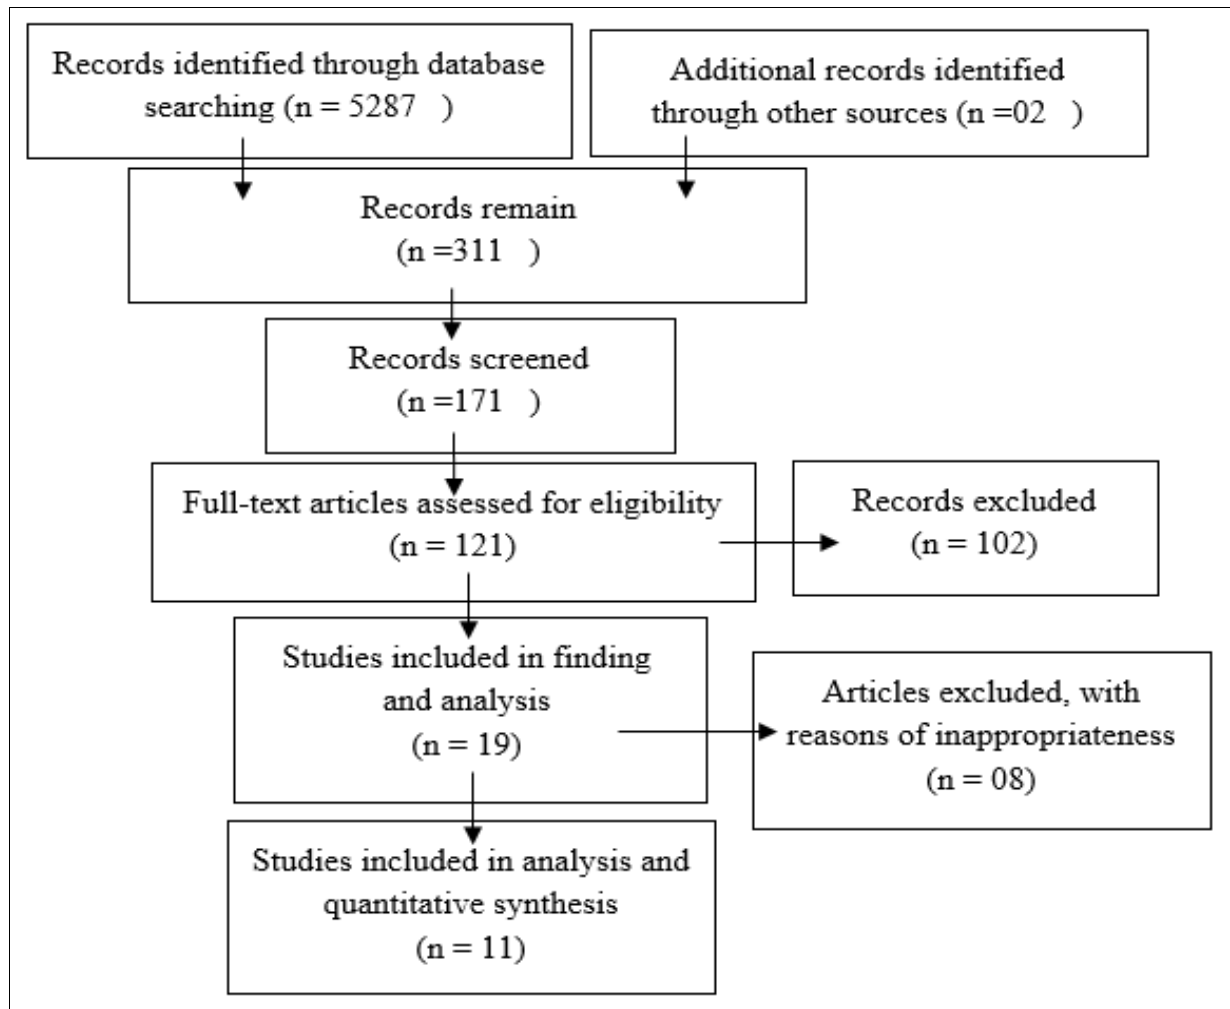 Records identified through database
searching (n = 5287 )
Additional records identified
through other sources (n =02 )
Records remain
(n =311 )
Records screened
(n =171 )
Full-text articles assessed for eligibility
(n = 121)
Records excluded
(n = 102)
Studies included in finding
and analysis
(n = 19)
Articles excluded, with
reasons of inappropriateness
(n = 08)
Studies included in analysis and
quantitative synthesis
(n = 11)